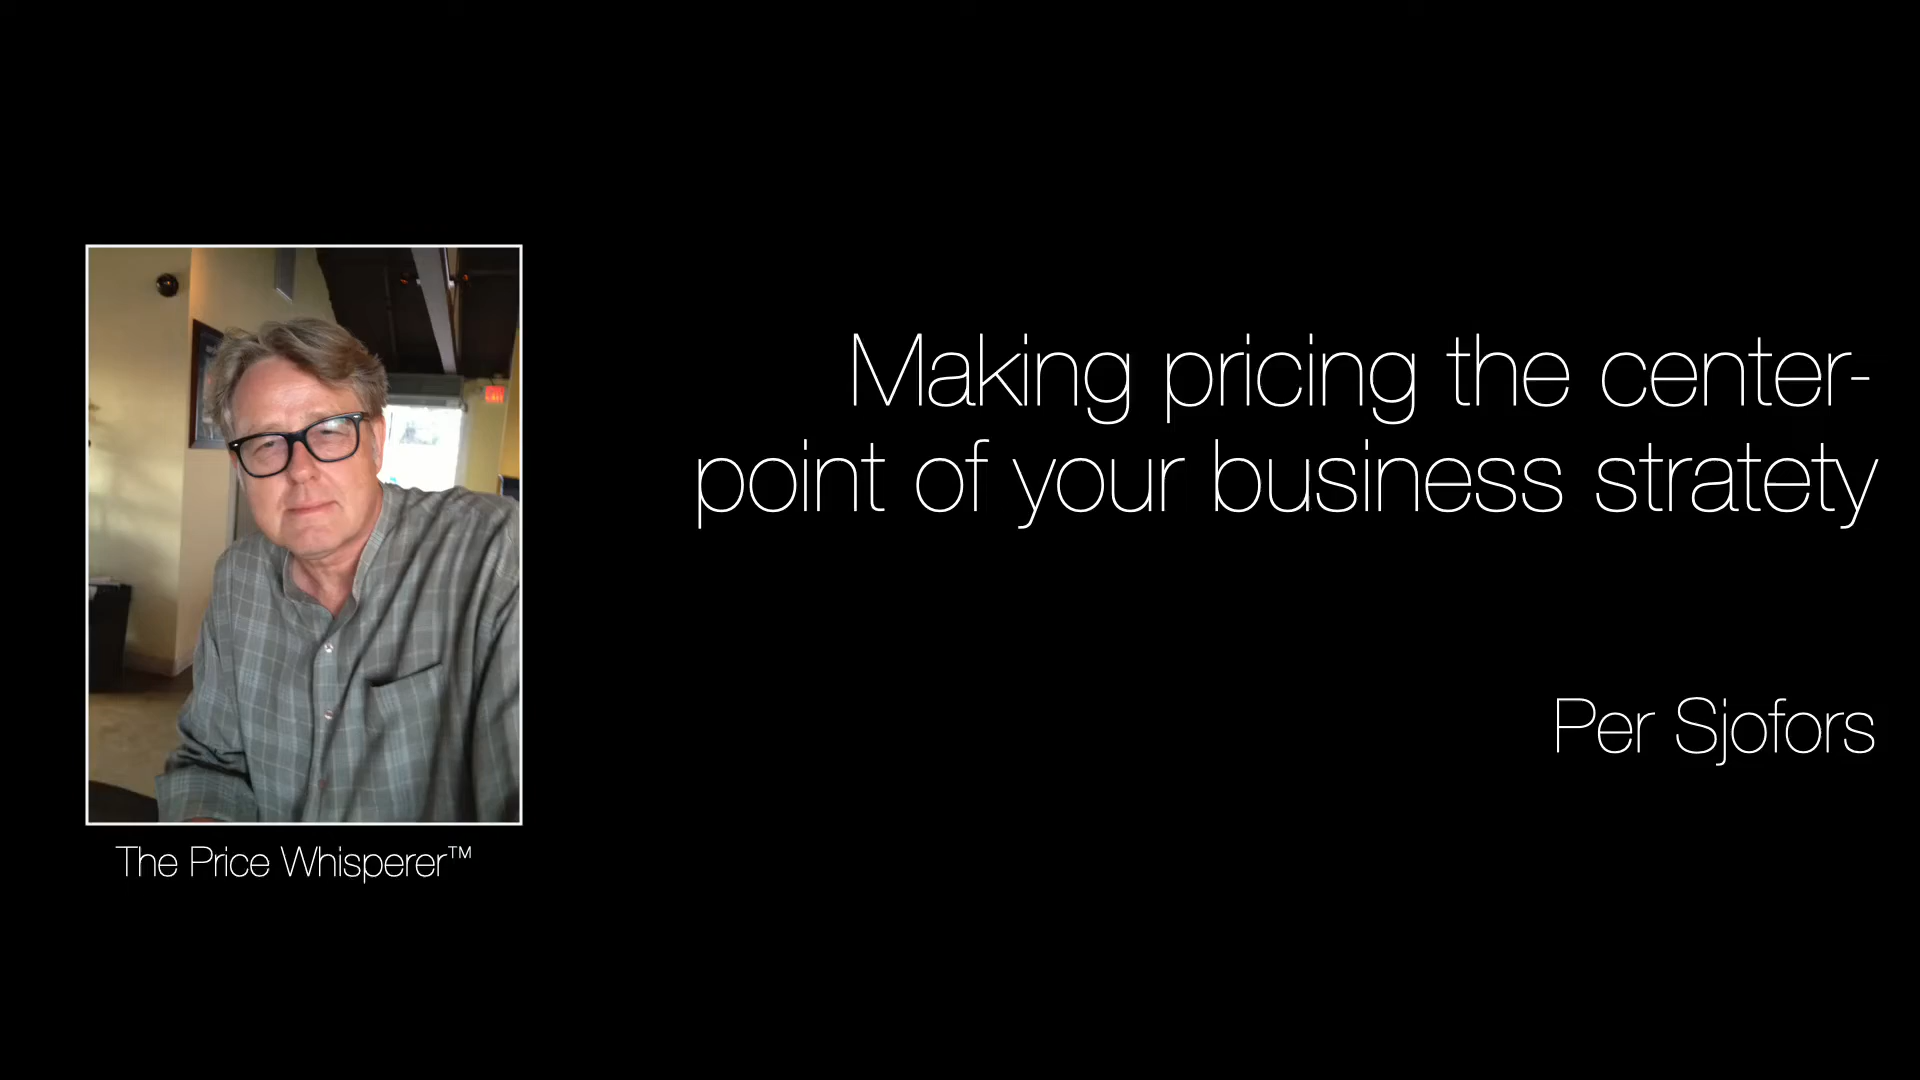 Making pricing the center-
point of your business stratety
Per Sjofors
The Price Whisperer™